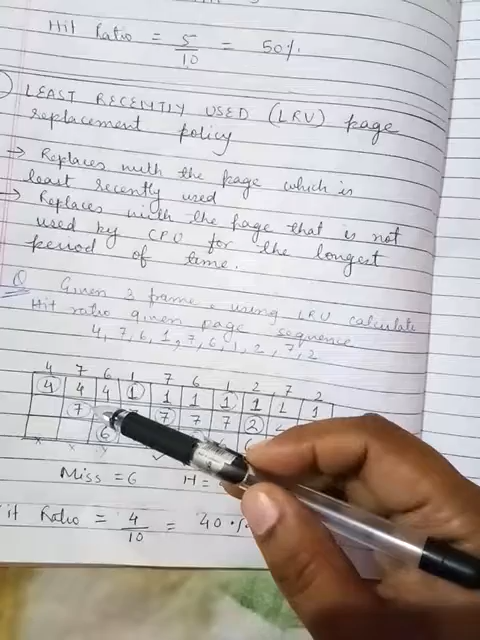 Hit Ratio = 5/10 = 50%.
LEAST RECENTLY USED (LRU) page
replacement policy
→ Replaces with the page which is
least recently used
→ Replaces with the page that is not
used by CPU for the longest
period of time.
Q Given 3 frame, using LRU calculate
Hit ratio given page sequence
4, 7, 6, 1, 7, 6, 1, 2, 7, 2
4 7 6 1 7 6 1 2 7 2
4 4 4 1 1 1 1 1 1 1
7 7 7 7 2
6
x x
Miss = 6 H =
Hit Ratio = 4/10 = 40%